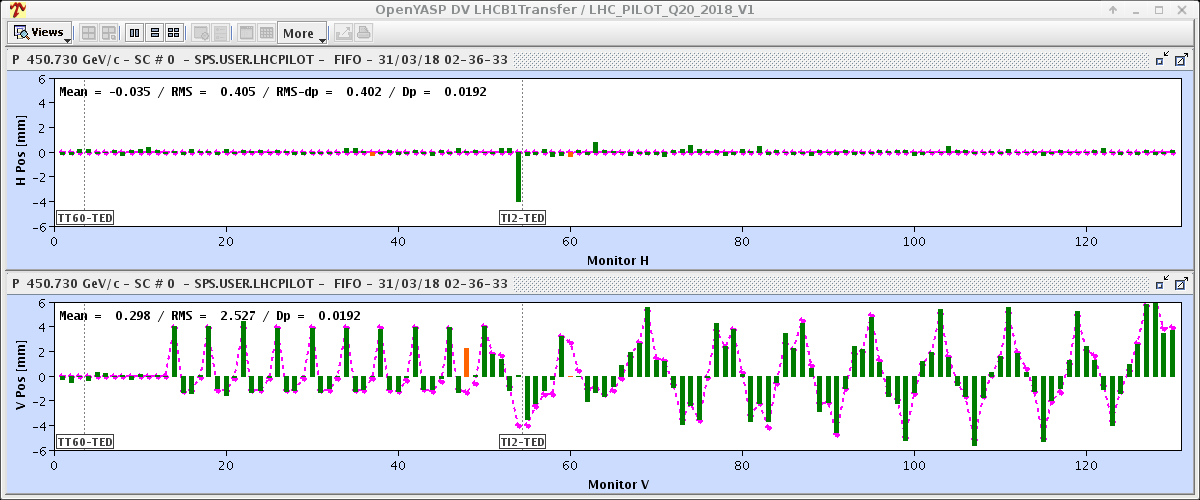 OpenYASP DV LHCB1Transfer / LHC_PILOT_Q20_2018_V1
Views More
P 450.730 GeV/c - SC # 0 - SPS.USER.LHCPILOT - FIFO - 31/03/18 02-36-33
Mean = -0.035 / RMS = 0.405 / RMS-dp = 0.402 / Dp = 0.0192
H Pos [mm]
6
4
2
0
-2
-4
-6
TT60-TED TI2-TED
0 20 40 60 80 100 120
Monitor H
P 450.730 GeV/c - SC # 0 - SPS.USER.LHCPILOT - FIFO - 31/03/18 02-36-33
Mean = 0.298 / RMS = 2.527 / Dp = 0.0192
V Pos [mm]
6
4
2
0
-2
-4
-6
TT60-TED TI2-TED
0 20 40 60 80 100 120
Monitor V